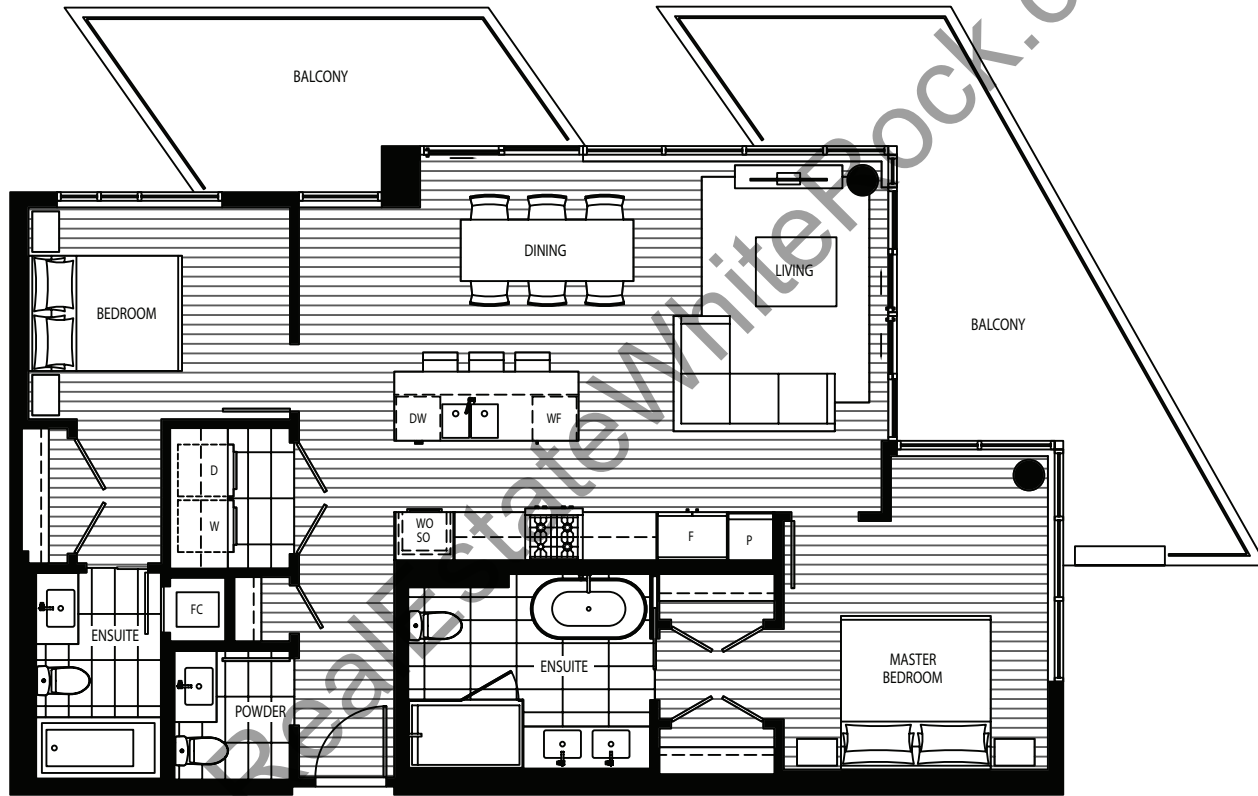 BALCONY
DINING
LIVING
BEDROOM
BALCONY
DW
WF
D
W
WO
SO
F
P
FC
ENSUITE
ENSUITE
MASTER
BEDROOM
POWDER
RealEstateWhiteRock.c